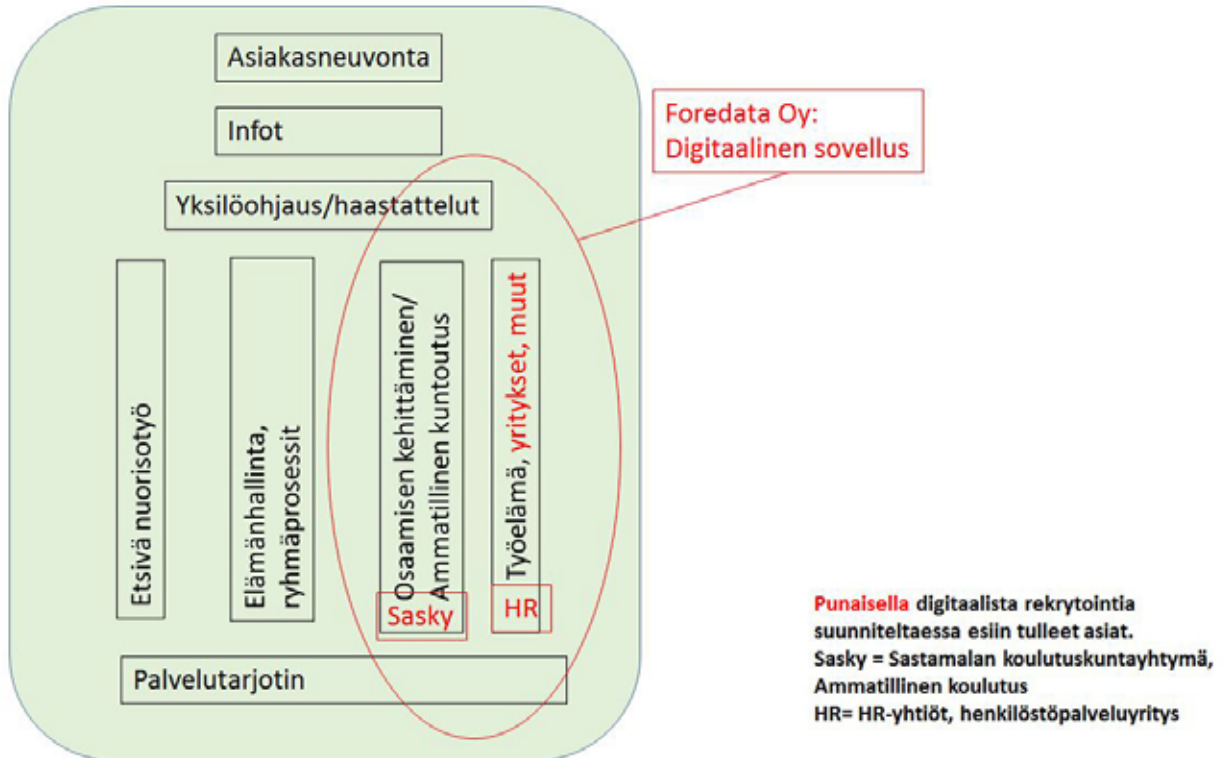 Asiakasneuvonta
Infot
Yksilöohjaus/haastattelut
Foredata Oy:
Digitaalinen sovellus
Etsivä nuorisotyö
Elämänhallinta,
ryhmäprosessit
Osaamisen kehittäminen/
Ammatillinen kuntoutus
Sasky
Työelämä, yritykset, muut
HR
Palvelutarjotin
Punaisella digitaalista rekrytointia
suunniteltaessa esiin tulleet asiat.
Sasky = Sastamalan koulutuskuntayhtymä,
Ammatillinen koulutus
HR= HR-yhtiöt, henkilöstöpalveluyritys